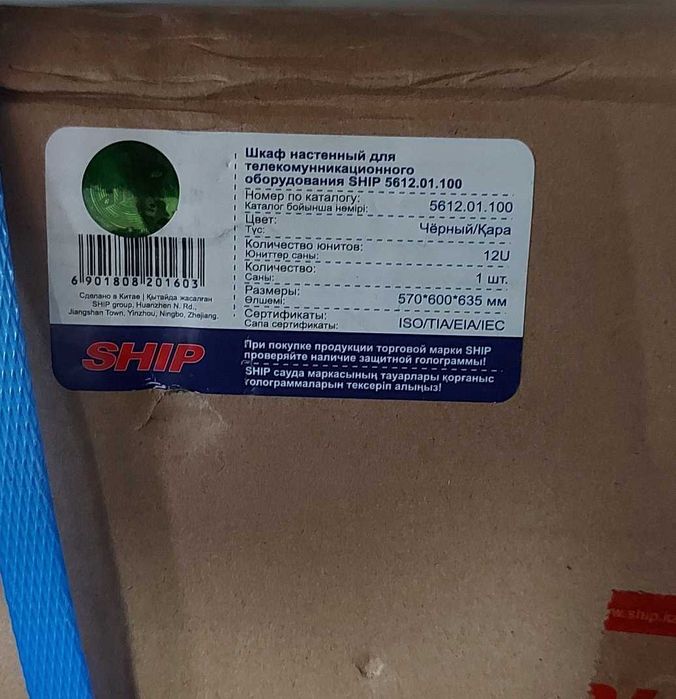 Шкаф настенный для
телекомунникационного
оборудования SHIP 5612.01.100
Номер по каталогу:
Каталог бойынша нөмірі:
5612.01.100
Цвет:
Түс:
Чёрный/Қара
Количество юнитов:
Юниттер саны:
12U
Количество:
Саны:
1 шт.
Размеры:
Өлшемі:
570*600*635 мм
Сертификаты:
Сапа сертификаты:
ISO/TIA/EIA/IEC
6 901808 201603
Сделано в Китае | Қытайда жасалған
SHIP group, Huanzhen N. Rd.,
Jiangshan Town, Yinzhou, Ningbo, Zhejiang.
SHIP
При покупке продукции торговой марки SHIP
проверяйте наличие защитной голограммы!
SHIP сауда маркасының тауарлары қорғаныс
голограммаларын тексеріп алыңыз!
w.ship.kz